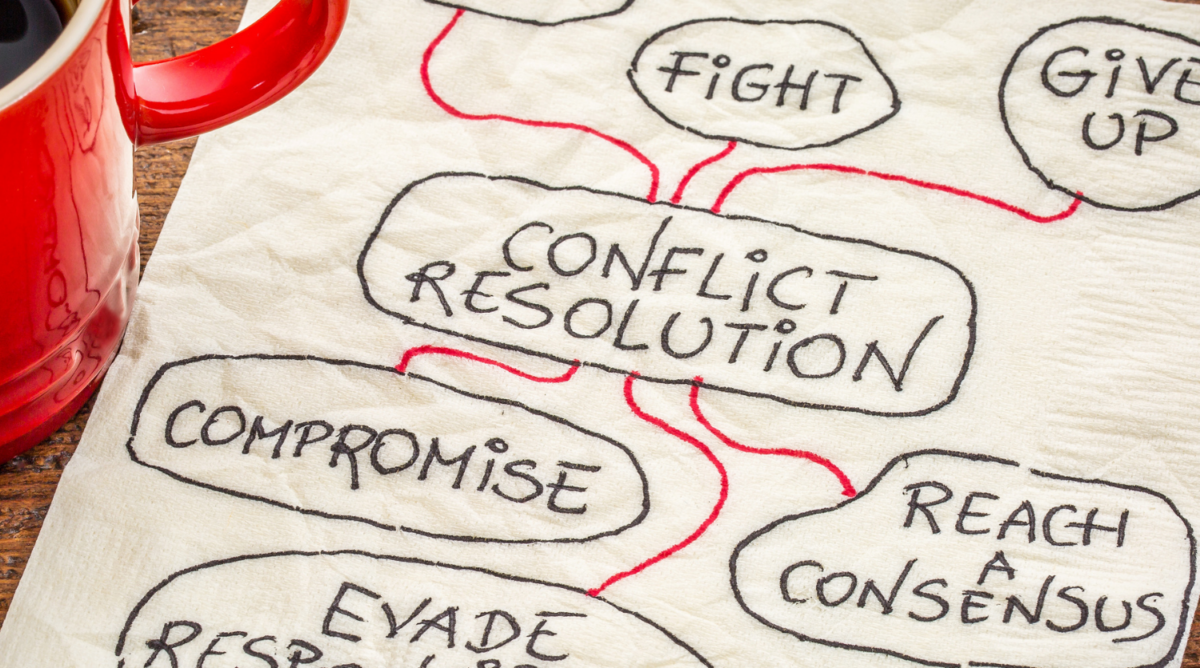 FiGHT
GiVE
UP
CONFLiCT
RESOLUTiON
COMPROMiSE
REACH
A
CONSENSUS
EVADE